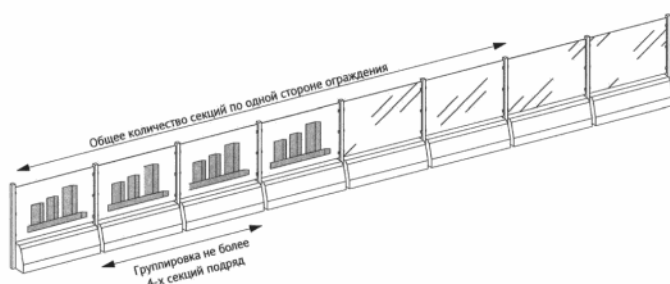 Общее количество секций по одной стороне ограждения
Группировка не более
4-х секций подряд